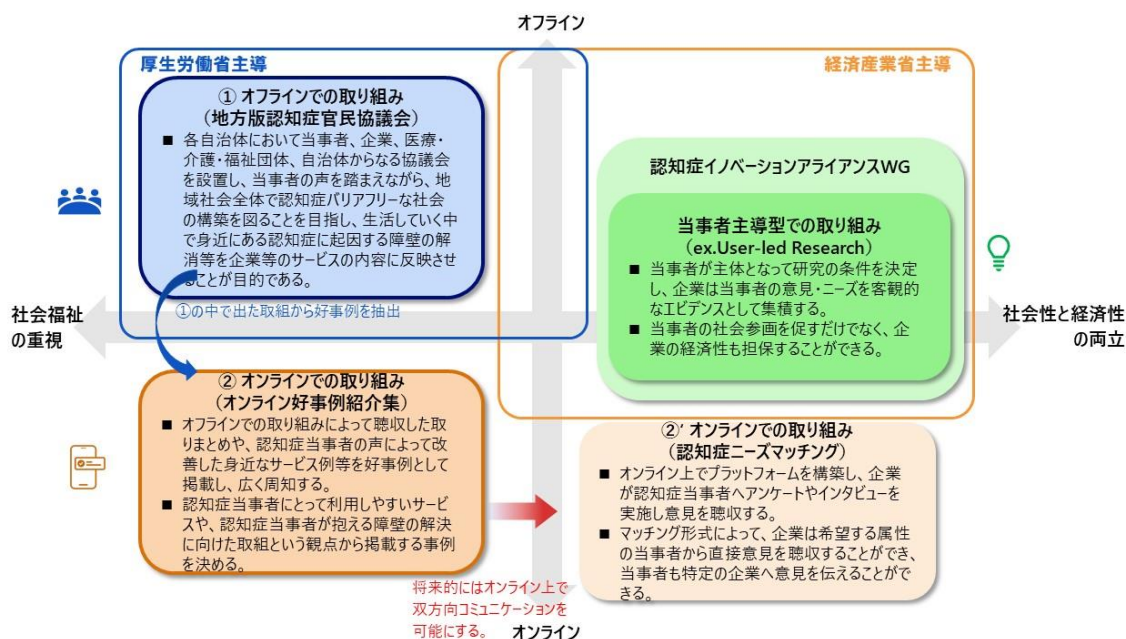 オフライン
厚生労働省主導
経済産業省主導
① オフラインでの取り組み
（地方版認知症官民協議会）
■ 各自治体において当事者、企業、医療・
介護・福祉団体、自治体からなる協議会
を設置し、当事者の声を踏まえながら、地
域社会全体で認知症バリアフリーな社会
の構築を図ることを目指し、生活していく中
で身近にある認知症に起因する障壁の解
消等を企業等のサービスの内容に反映させ
ることが目的である。
①の中で出た取組から好事例を抽出
認知症イノベーションアライアンスWG
当事者主導型での取り組み
（ex.User-led Research）
■ 当事者が主体となって研究の条件を決定
し、企業は当事者の意見・ニーズを客観的
なエビデンスとして集積する。
■ 当事者の社会参画を促すだけでなく、企
業の経済性も担保することができる。
社会福祉
の重視
社会性と経済性
の両立
② オンラインでの取り組み
（オンライン好事例紹介集）
■ オフラインでの取り組みによって聴収した取
りまとめや、認知症当事者の声によって改
善した身近なサービス例等を好事例として
掲載し、広く周知する。
■ 認知症当事者にとって利用しやすいサービ
スや、認知症当事者が抱える障壁の解決
に向けた取組という観点から掲載する事例
を決める。
②’ オンラインでの取り組み
（認知症ニーズマッチング）
■ オンライン上でプラットフォームを構築し、企業
が認知症当事者へアンケートやインタビューを
実施し意見を聴収する。
■ マッチング形式によって、企業は希望する属性
の当事者から直接意見を聴収することができ、
当事者も特定の企業へ意見を伝えることがで
きる。
将来的にはオンライン上で
双方向コミュニケーションを
可能にする。
オンライン